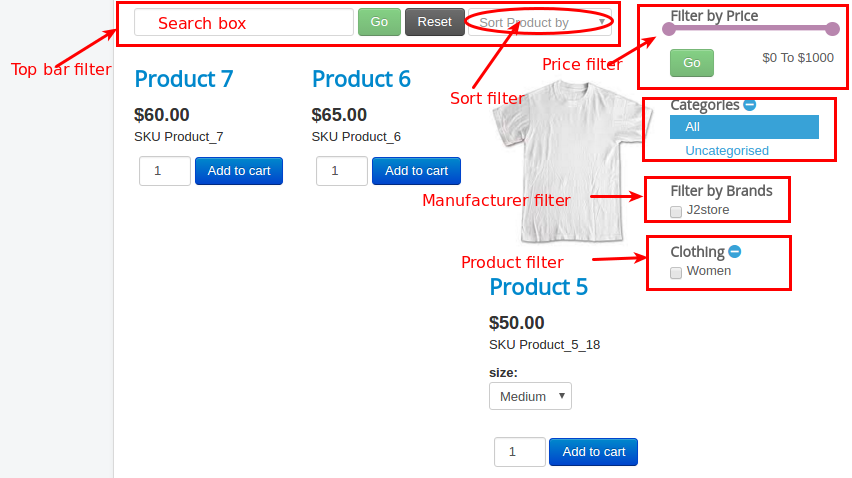 Search box
Go
Reset
Sort Product by
Top bar filter
Sort filter
Filter by Price
Price filter
Go
$0 To $1000
Product 7
$60.00
SKU Product_7
1
Add to cart
Product 6
$65.00
SKU Product_6
1
Add to cart
Categories
All
Uncategorised
Manufacturer filter
Filter by Brands
J2store
Product filter
Clothing
Women
Product 5
$50.00
SKU Product_5_18
size:
Medium
1
Add to cart